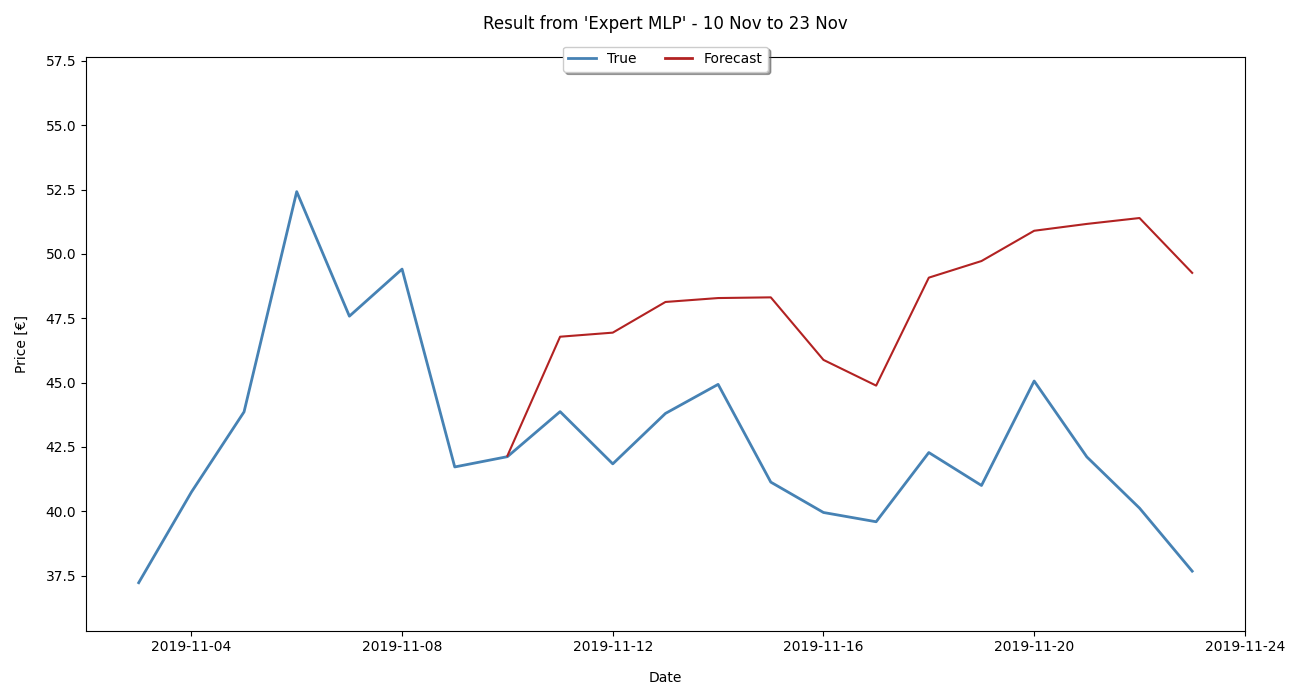 Result from 'Expert MLP' - 10 Nov to 23 Nov
True Forecast
57.5
55.0
52.5
50.0
47.5
45.0
42.5
40.0
37.5
Price [€]
2019-11-04 2019-11-08 2019-11-12 2019-11-16 2019-11-20 2019-11-24
Date